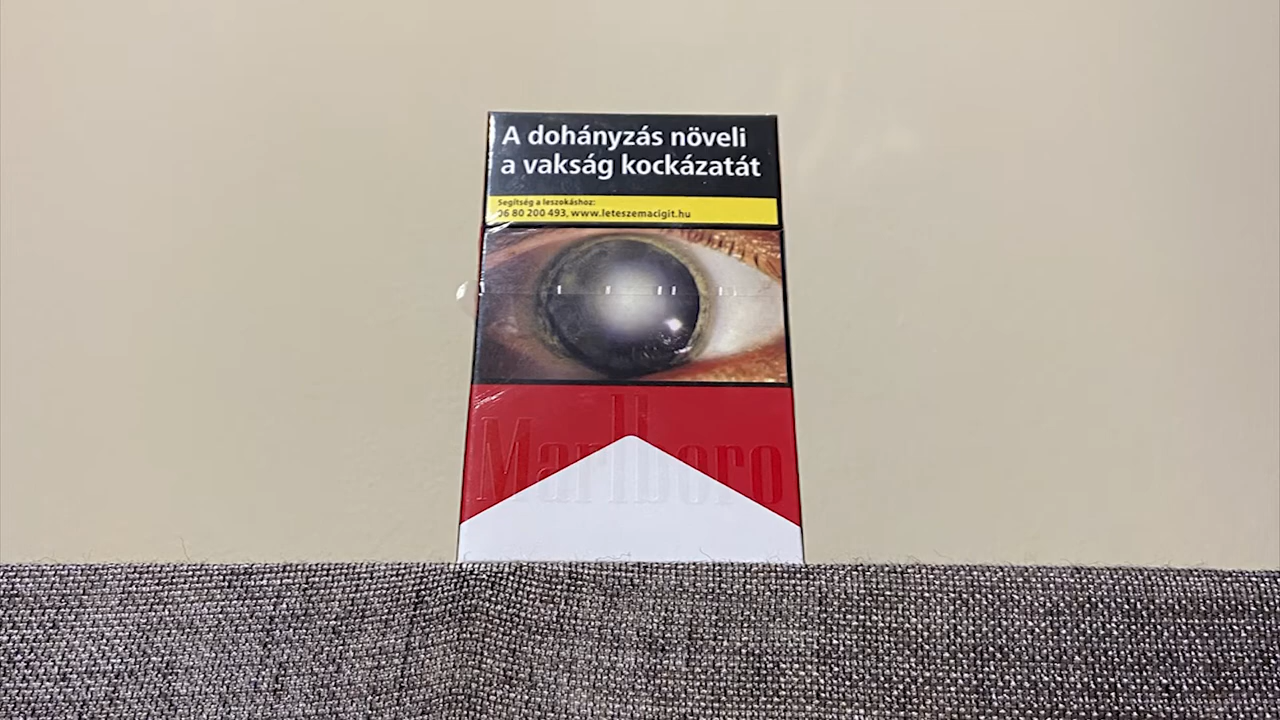 A dohányzás növeli
a vakság kockázatát
Segítség a leszokáshoz:
06 80 200 493, www.leteszemacigit.hu
Marlboro